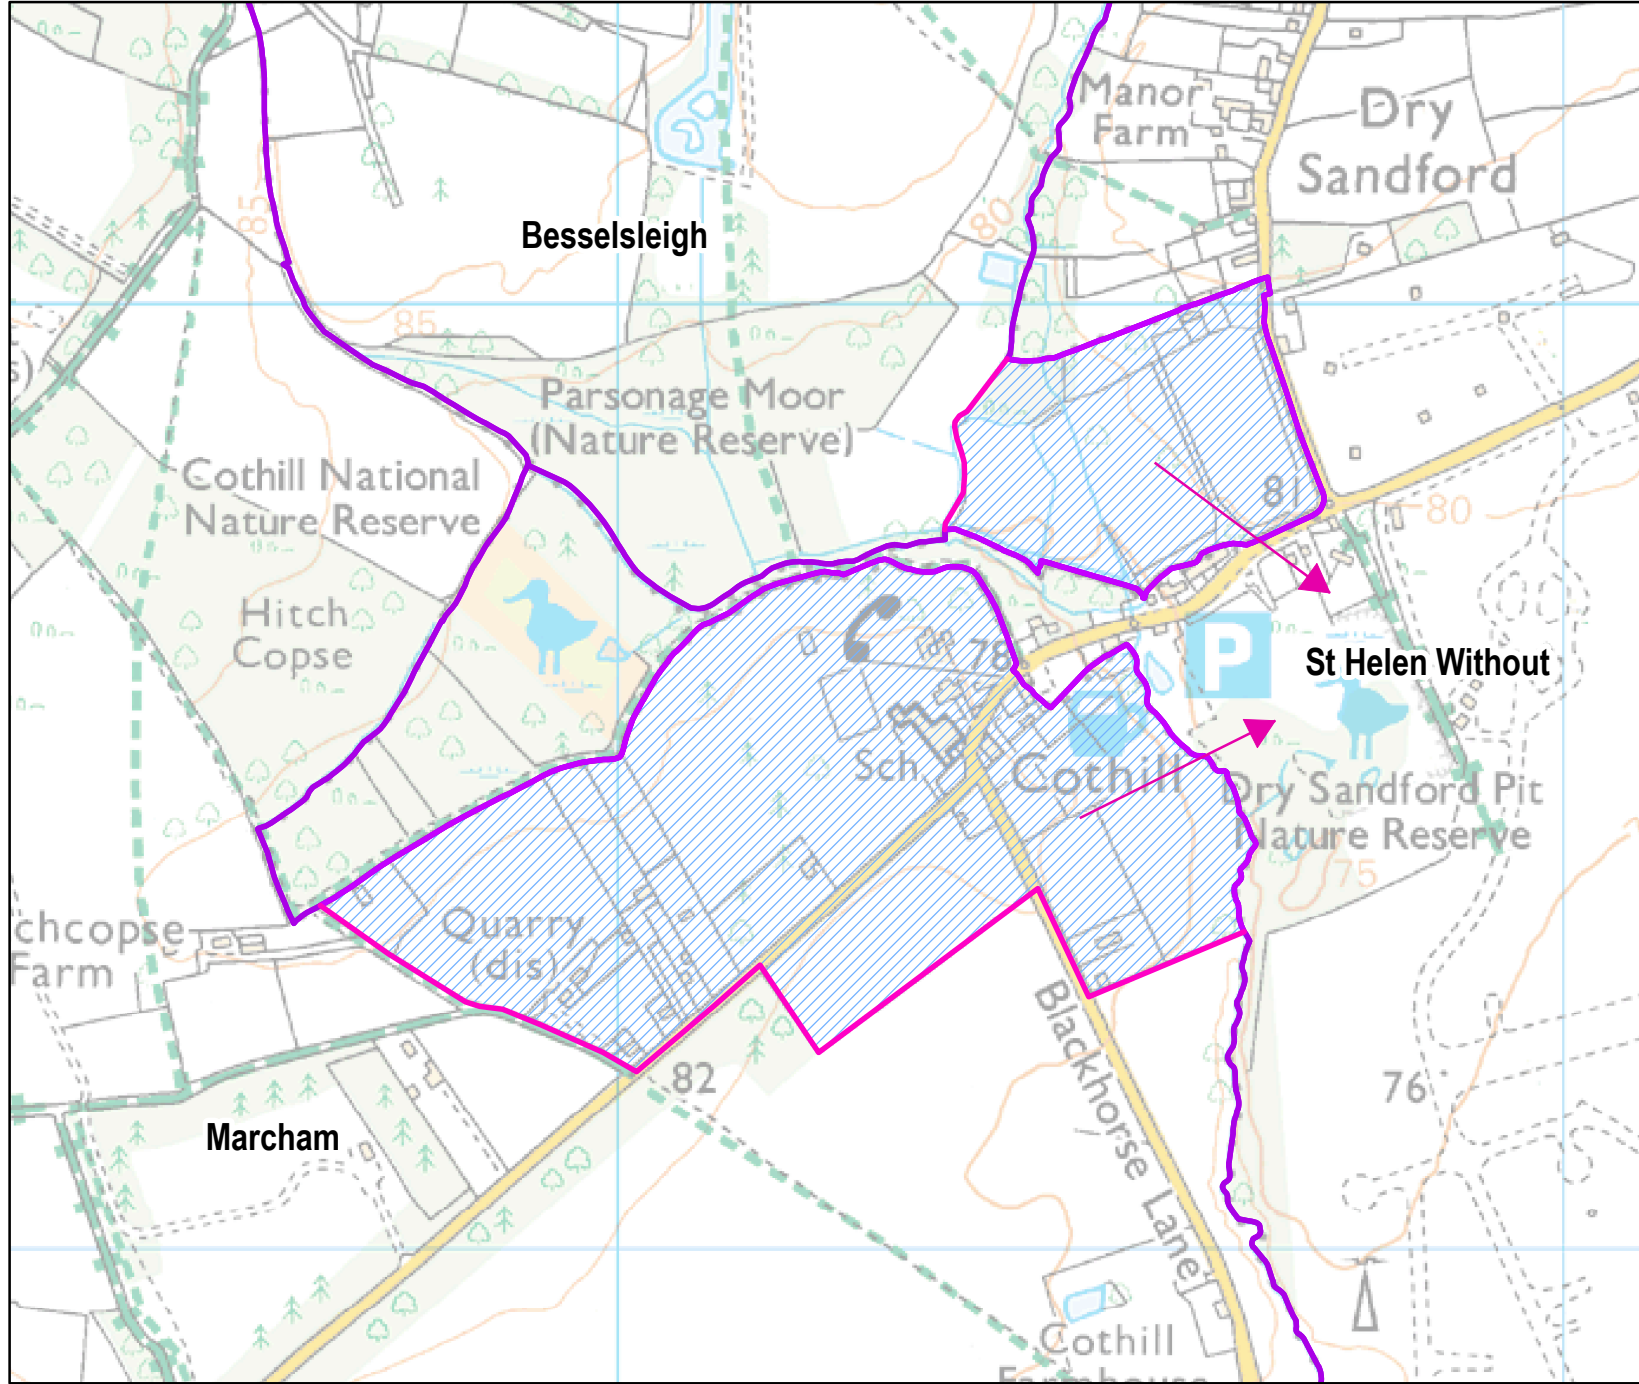 Manor
Farm
Dry
Sandford
85
80
Besselsleigh
85
Parsonage Moor
(Nature Reserve)
Cothill National
Nature Reserve
81
80
Hitch
Copse
78
P
St Helen Without
Sch
Cothill
Dry Sandford Pit
Nature Reserve
75
Quarry
(dis)
chcopse
Farm
82
Blackhorse Lane
76
Marcham
Cothill
Farmhouse
s)